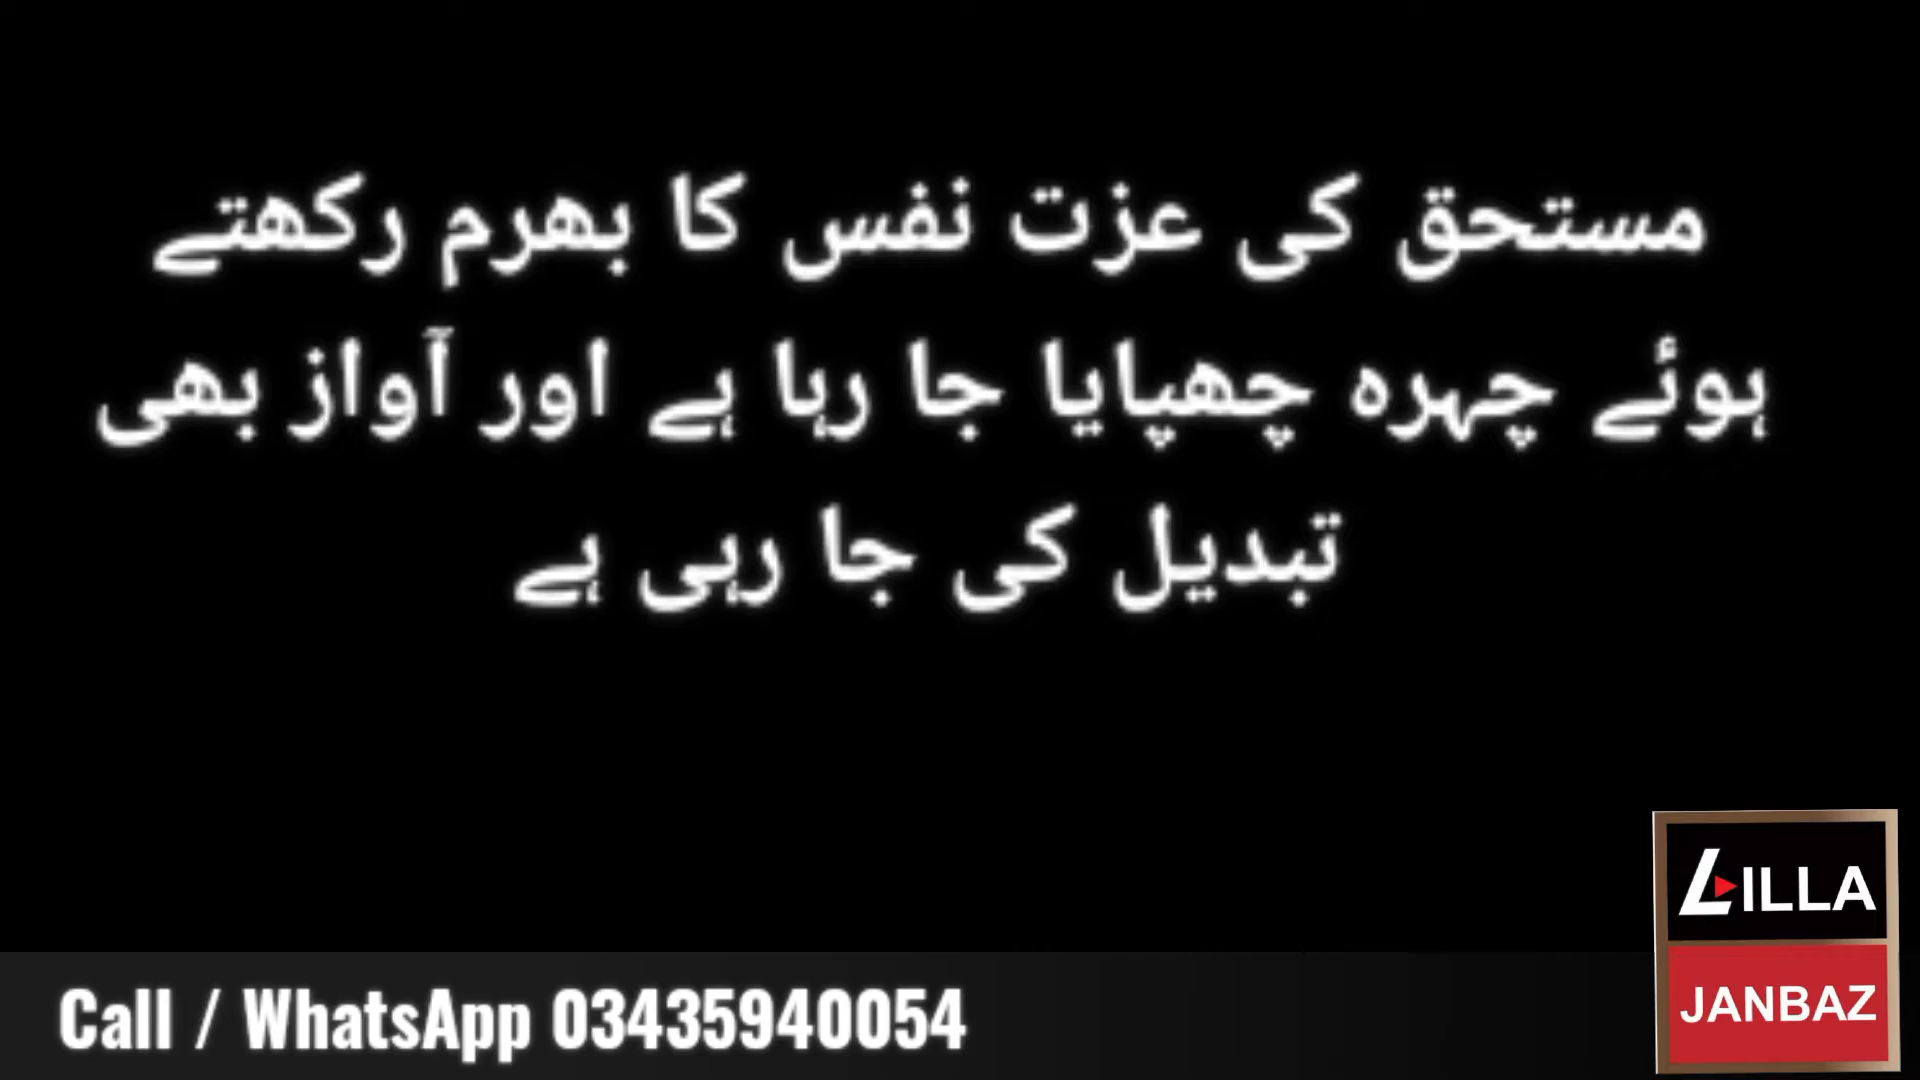 مستحق کی عزت نفس کا بھرم رکھتے
ہوئے چہرہ چھپایا جا رہا ہے اور آواز بھی
تبدیل کی جا رہی ہے
LILLA
JANBAZ
Call / WhatsApp 03435940054